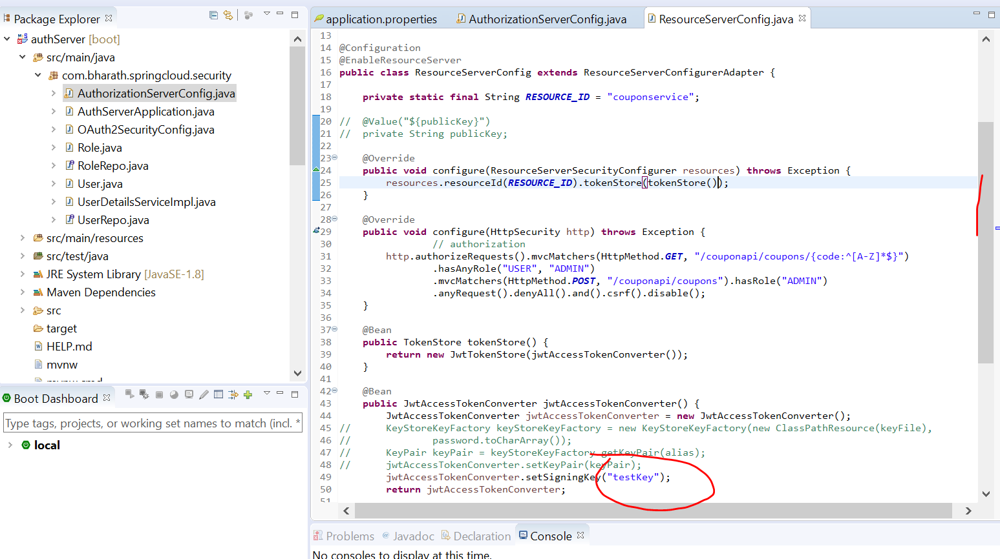 Package Explorer
authServer [boot]
src/main/java
com.bharath.springcloud.security
AuthorizationServerConfig.java
AuthServerApplication.java
OAuth2SecurityConfig.java
Role.java
RoleRepo.java
User.java
UserDetailsServiceImpl.java
UserRepo.java
src/main/resources
src/test/java
JRE System Library [JavaSE-1.8]
Maven Dependencies
src
target
HELP.md
mvnw
mvnw.cmd
Boot Dashboard
Type tags, projects, or working set names to match (incl. *
local
application.properties AuthorizationServerConfig.java ResourceServerConfig.java
13
14 @Configuration
15 @EnableResourceServer
16 public class ResourceServerConfig extends ResourceServerConfigurerAdapter {
17
18 private static final String RESOURCE_ID = "couponservice";
19
20 // @Value("${publicKey}")
21 // private String publicKey;
22
23 @Override
24 public void configure(ResourceServerSecurityConfigurer resources) throws Exception {
25 resources.resourceId(RESOURCE_ID).tokenStore(tokenStore());
26 }
27
28 @Override
29 public void configure(HttpSecurity http) throws Exception {
30 // authorization
31 http.authorizeRequests().mvcMatchers(HttpMethod.GET, "/couponapi/coupons/{code:^[A-Z]*$}")
32 .hasAnyRole("USER", "ADMIN")
33 .mvcMatchers(HttpMethod.POST, "/couponapi/coupons").hasRole("ADMIN")
34 .anyRequest().denyAll().and().csrf().disable();
35 }
36
37 @Bean
38 public TokenStore tokenStore() {
39 return new JwtTokenStore(jwtAccessTokenConverter());
40 }
41
42 @Bean
43 public JwtAccessTokenConverter jwtAccessTokenConverter() {
44 JwtAccessTokenConverter jwtAccessTokenConverter = new JwtAccessTokenConverter();
45 // KeyStoreKeyFactory keyStoreKeyFactory = new KeyStoreKeyFactory(new ClassPathResource(keyFile),
46 // password.toCharArray());
47 // KeyPair keyPair = keyStoreKeyFactory.getKeyPair(alias);
48 // jwtAccessTokenConverter.setKeyPair(keyPair);
49 jwtAccessTokenConverter.setSigningKey("testKey");
50 return jwtAccessTokenConverter;
51
Problems @ Javadoc Declaration Console
No consoles to display at this time.